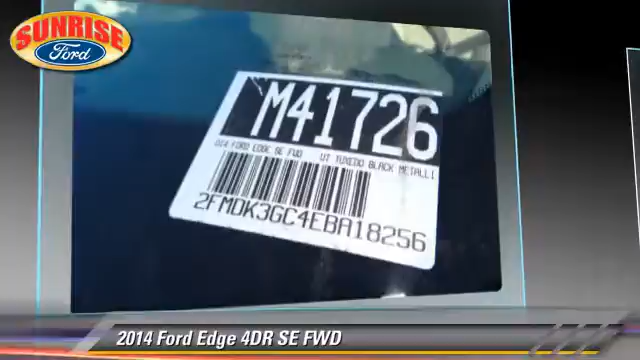 SUNRISE
Ford
M41726
014 FORD EDGE SE FWD UT TUXEDO BLACK METALLI
2FMDK3GC4EBA18256
2014 Ford Edge 4DR SE FWD